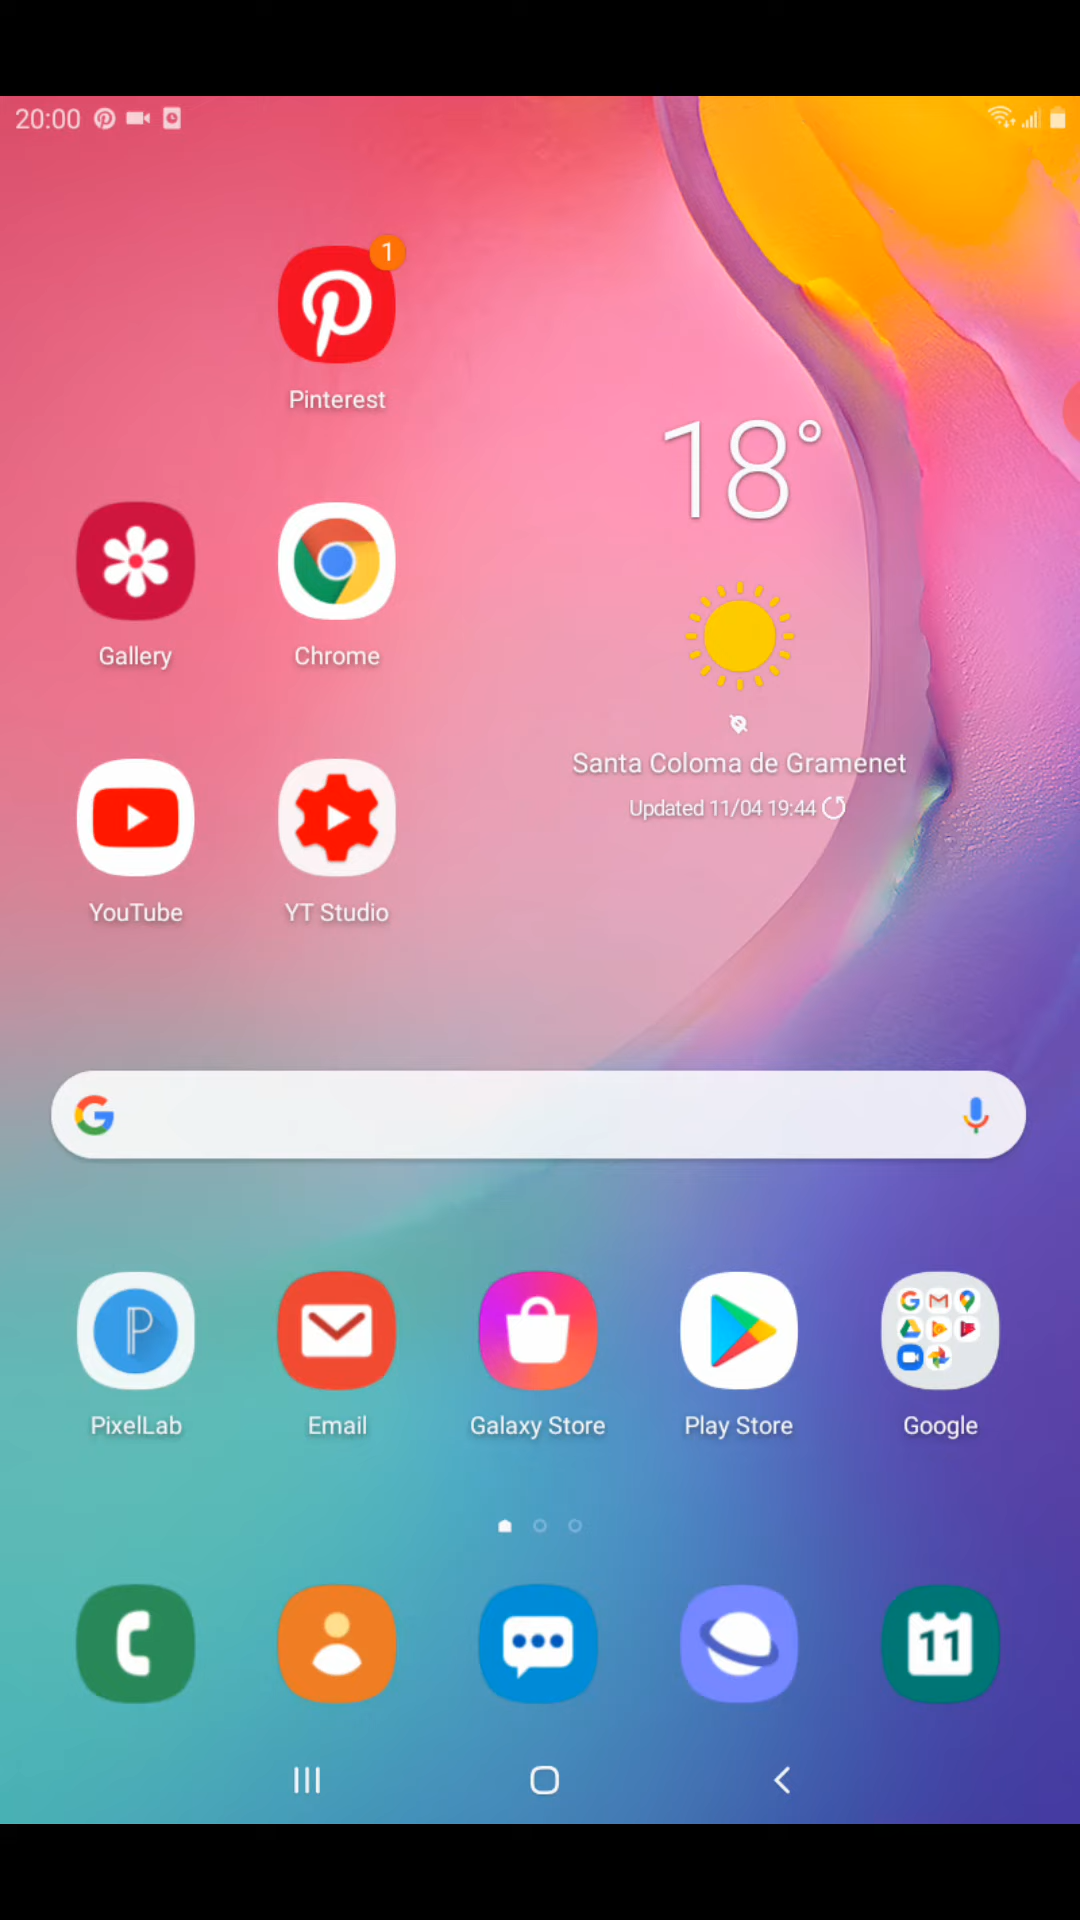 20:00
1
Pinterest
18°
Gallery
Chrome
Santa Coloma de Gramenet
Updated 11/04 19:44
YouTube
YT Studio
PixelLab
Email
Galaxy Store
Play Store
Google
11